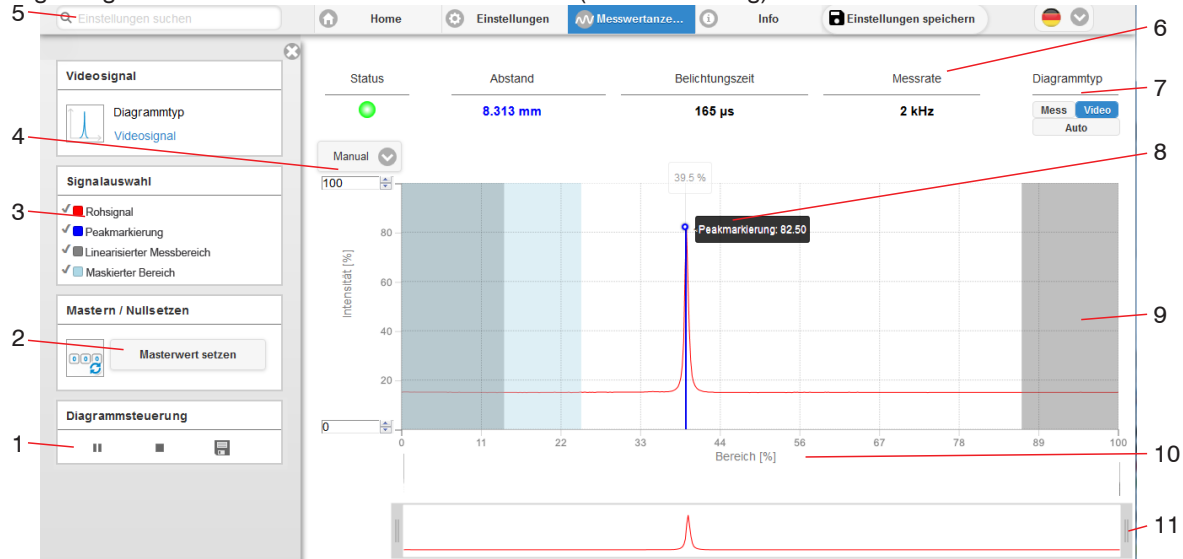 5
Einstellungen suchen
Home
Einstellungen
Messwertanze...
Info
Einstellungen speichern
6
Videosignal
Diagrammtyp
Videosignal
Status
Abstand
8.313 mm
Belichtungszeit
165 µs
Messrate
2 kHz
Diagrammtyp
Mess Video
Auto
7
4
Manual
8
Signalauswahl
3
Rohsignal
Peakmarkierung
Linearisierter Messbereich
Maskierter Bereich
100
80
60
40
20
0
Intensität [%]
39.5 %
Peakmarkierung: 82.50
9
Mastern / Nullsetzen
2
0 0 0
Masterwert setzen
Diagrammsteuerung
1
0 11 22 33 44 56 67 78 89 100
Bereich [%]
10
11